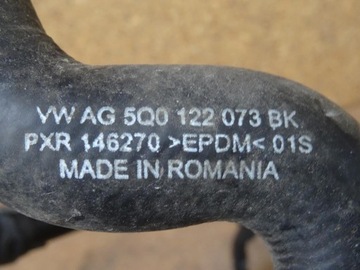 VW AG 5Q0 122 073 BK
PXR 146270 >EPDM< 01S
MADE IN ROMANIA